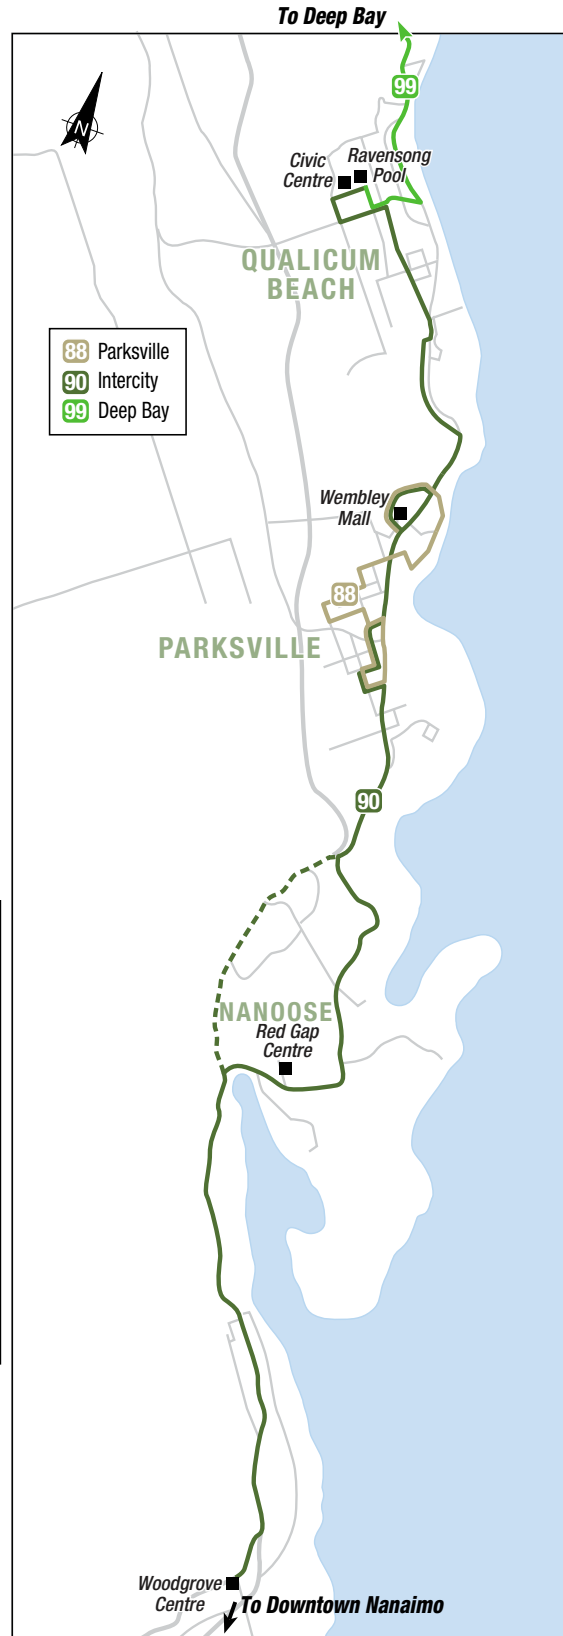 To Deep Bay
99
N
Civic
Centre
Ravensong
Pool
QUALICUM
BEACH
88 Parksville
90 Intercity
99 Deep Bay
Wembley
Mall
88
PARKSVILLE
90
NANOOSE
Red Gap
Centre
Woodgrove
Centre
To Downtown Nanaimo